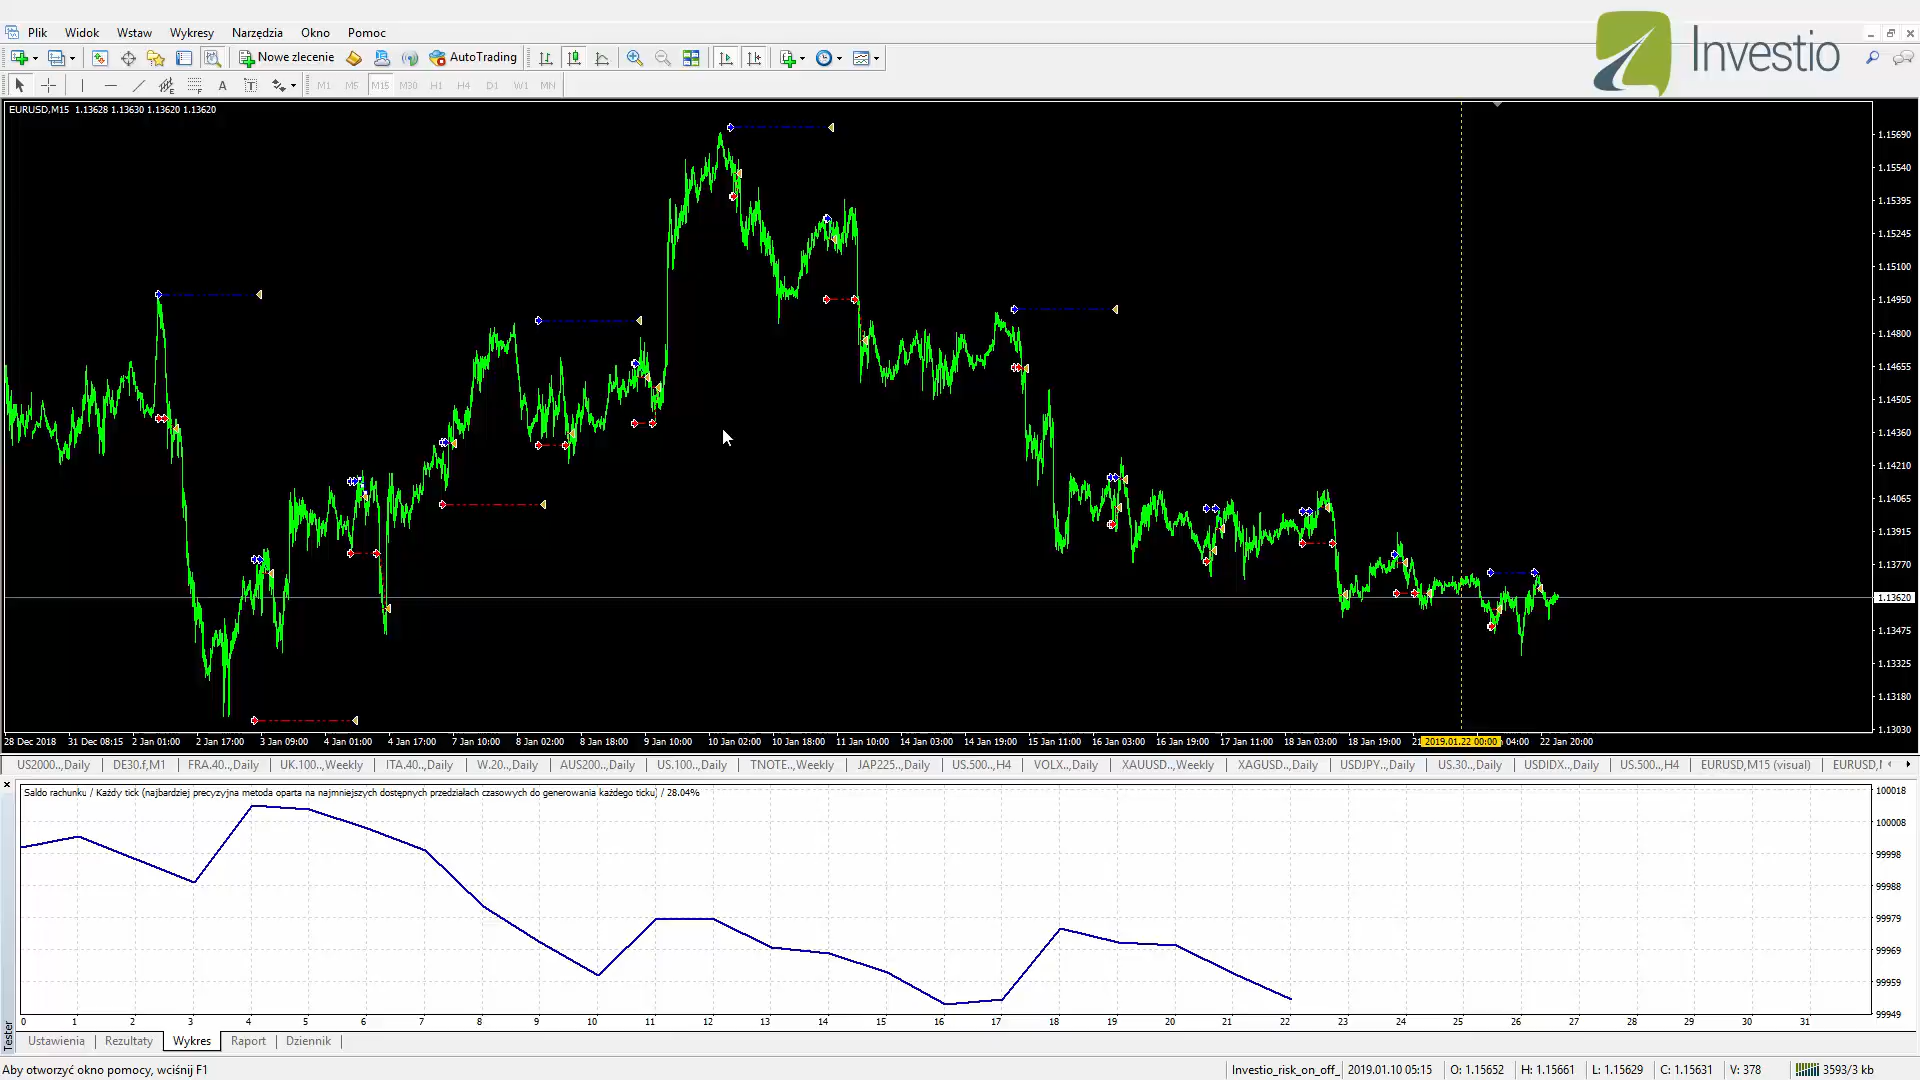 Investio
Plik Widok Wstaw Wykresy Narzędzia Okno Pomoc
Nowe zlecenie AutoTrading
A T M1 M5 M15 M30 H1 H4 D1 W1 MN
EURUSD,M15 1.13628 1.13630 1.13620 1.13620
1.15690
1.15540
1.15395
1.15245
1.15100
1.14950
1.14800
1.14655
1.14505
1.14360
1.14210
1.14065
1.13915
1.13770
1.13620
1.13475
1.13325
1.13180
1.13030
28 Dec 2018 31 Dec 08:15 2 Jan 01:00 2 Jan 17:00 3 Jan 09:00 4 Jan 01:00 4 Jan 17:00 7 Jan 10:00 8 Jan 02:00 8 Jan 18:00 9 Jan 10:00 10 Jan 02:00 10 Jan 18:00 11 Jan 10:00 14 Jan 03:00 14 Jan 19:00 15 Jan 11:00 16 Jan 03:00 16 Jan 19:00 17 Jan 11:00 18 Jan 03:00 18 Jan 19:00 21 2019.01.22 00:00 04:00 22 Jan 20:00
US2000..,Daily DE30.f,M1 FRA.40..,Daily UK.100..,Weekly ITA.40..,Daily W.20..,Daily AUS200..,Daily US.100..,Daily TNOTE..,Weekly JAP225..,Daily US.500..,H4 VOLX..,Daily XAUUSD..,Weekly XAGUSD..,Daily USDJPY..,Daily US.30..,Daily USDIDX..,Daily US.500..,H4 EURUSD,M15 (visual)
Saldo rachunku / Każdy tick (najbardziej precyzyjna metoda oparta na najmniejszych dostępnych przedziałach czasowych do generowania każdego ticku) / 28.04%
100018
100008
99998
99988
99979
99969
99959
99949
0 1 2 3 4 5 6 7 8 9 10 11 12 13 14 15 16 17 18 19 20 21 22 23 24 25 26 27 28 29 30 31
Tester
Ustawienia Rezultaty Wykres Raport Dziennik
Aby otworzyć okno pomocy, wciśnij F1 Investio_risk_on_off_ 2019.01.10 05:15 O: 1.15652 H: 1.15661 L: 1.15629 C: 1.15631 V: 378 3593/3 kb